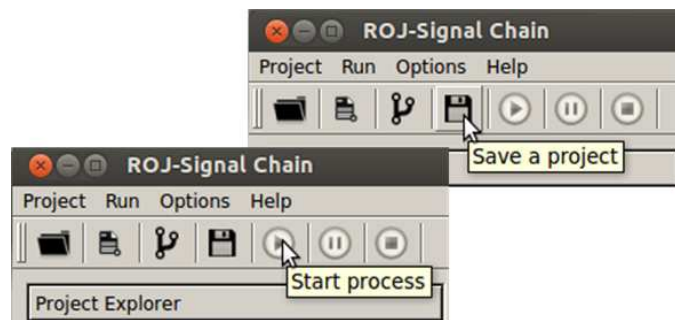 ROJ-Signal Chain
Project Run Options Help
Save a project
ROJ-Signal Chain
Project Run Options Help
Start process
Project Explorer